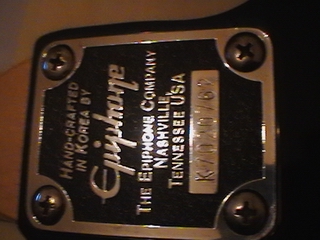 HAND-CRAFTED
IN KOREA BY
Epiphone
THE EPIPHONE COMPANY
NASHVILLE,
TENNESSEE USA